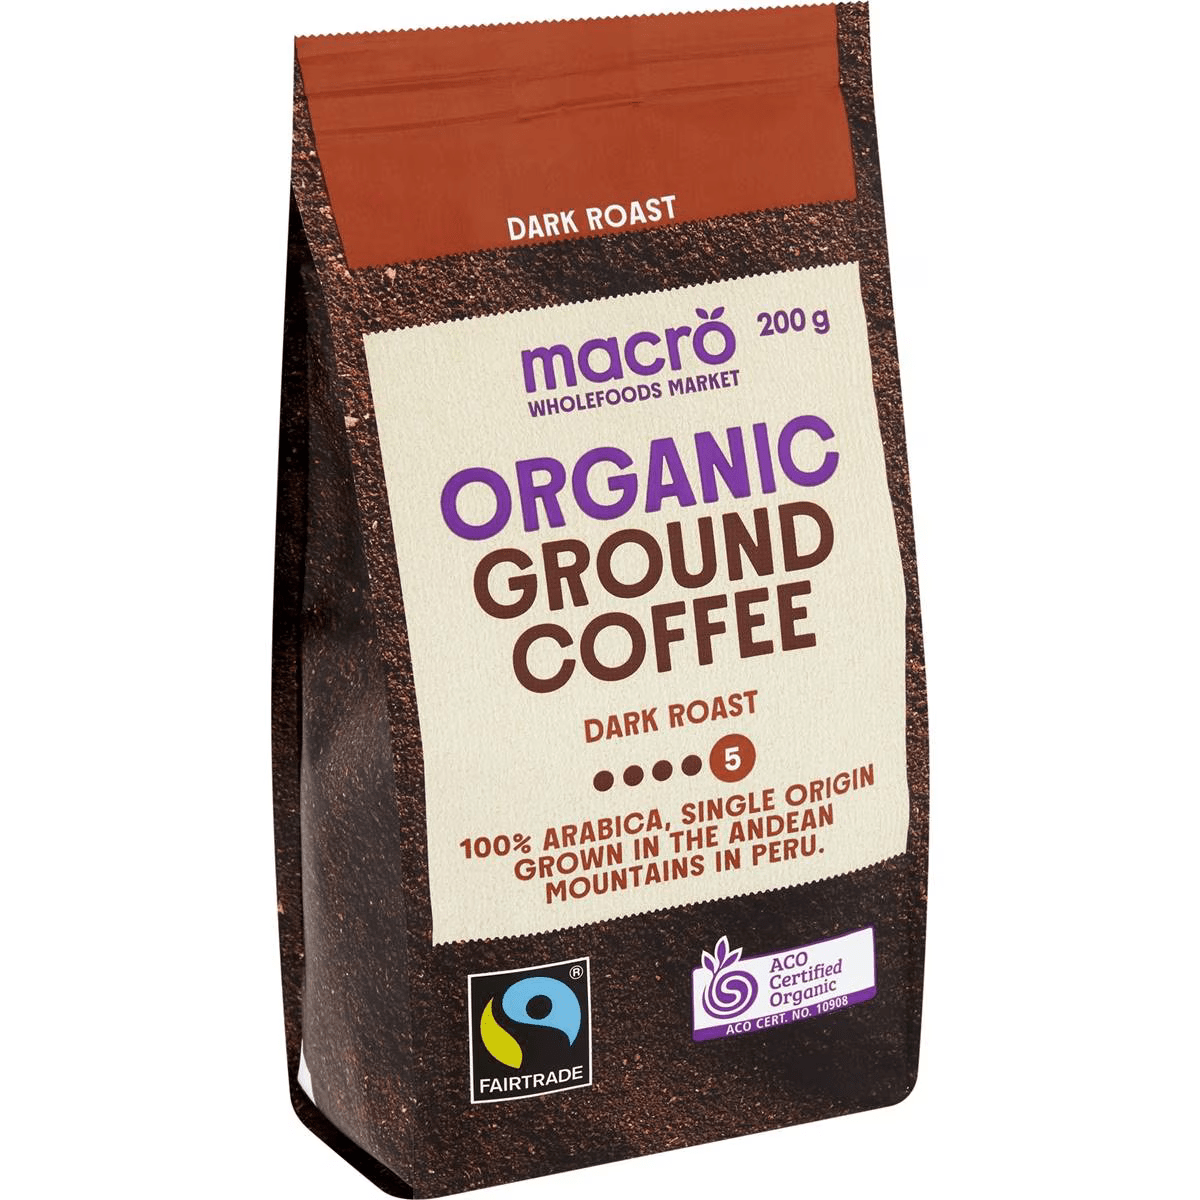 DARK ROAST
macro 200 g
WHOLEFOODS MARKET
ORGANIC
GROUND
COFFEE
DARK ROAST
5
100% ARABICA, SINGLE ORIGIN
GROWN IN THE ANDEAN
MOUNTAINS IN PERU.
®
FAIRTRADE
ACO
Certified
Organic
ACO CERT. NO. 10908